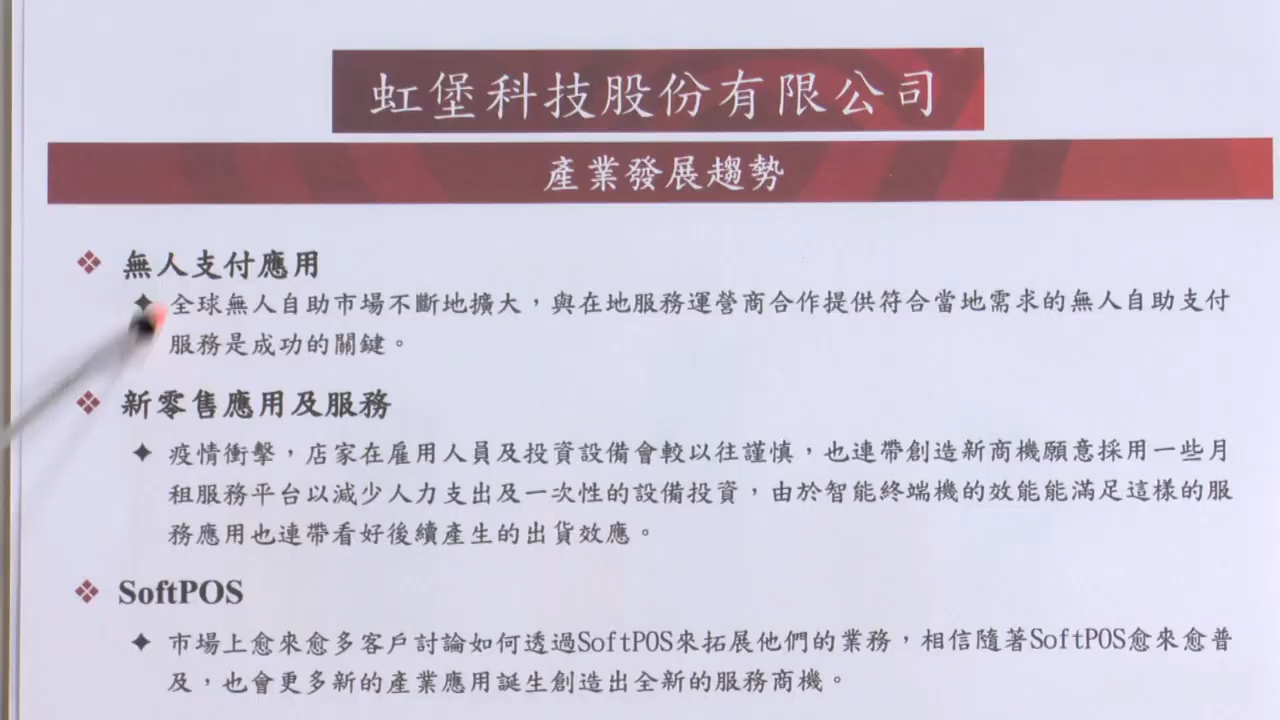 虹堡科技股份有限公司
產業發展趨勢
❖ 無人支付應用
✦ 全球無人自助市場不斷地擴大，與在地服務運營商合作提供符合當地需求的無人自助支付
服務是成功的關鍵。
❖ 新零售應用及服務
✦ 疫情衝擊，店家在雇用人員及投資設備會較以往謹慎，也連帶創造新商機願意採用一些月
租服務平台以減少人力支出及一次性的設備投資，由於智能終端機的效能能滿足這樣的服
務應用也連帶看好後續產生的出貨效應。
❖ SoftPOS
✦ 市場上愈來愈多客戶討論如何透過SoftPOS來拓展他們的業務，相信隨著SoftPOS愈來愈普
及，也會更多新的產業應用誕生創造出全新的服務商機。